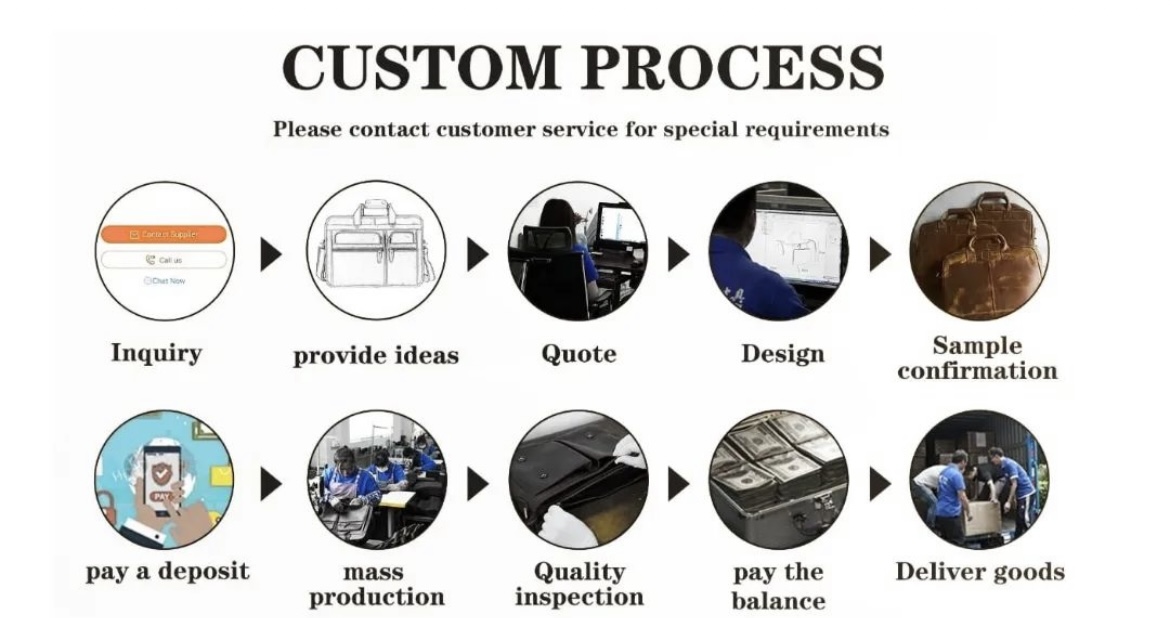 CUSTOM PROCESS
Please contact customer service for special requirements
Contact Supplier
Call us
Chat Now
Inquiry
provide ideas
Quote
Design
Sample
confirmation
PAY
pay a deposit
mass
production
Quality
inspection
pay the
balance
Deliver goods